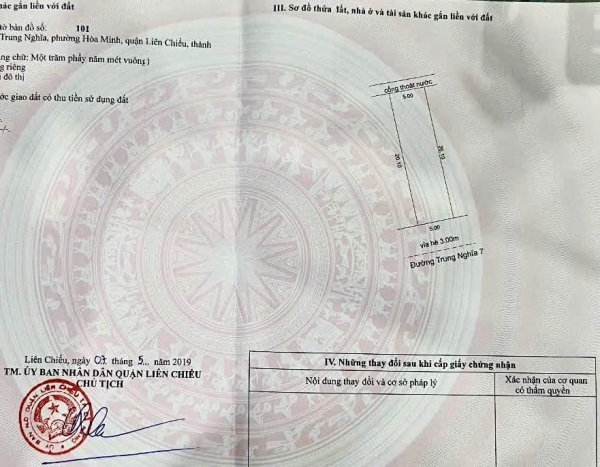 hác gắn liền với đất
tờ bản đồ số: 101
Trung Nghĩa, phường Hòa Minh, quận Liên Chiểu, thành
ng chữ: Một trăm phẩy năm mét vuông)
g riêng
i đô thị
ớc giao đất có thu tiền sử dụng đất
-/-
Liên Chiểu, ngày 07 tháng 5 năm 2019
TM. ỦY BAN NHÂN DÂN QUẬN LIÊN CHIỂU
CHỦ TỊCH
III. Sơ đồ thửa đất, nhà ở và tài sản khác gắn liền với đất
cống thoát nước
5.00
20.10
20.10
5.00
vỉa hè 3.00m
Đường Trung Nghĩa 7
IV. Những thay đổi sau khi cấp giấy chứng nhận
Nội dung thay đổi và cơ sở pháp lý
Xác nhận của cơ quan
có thẩm quyền